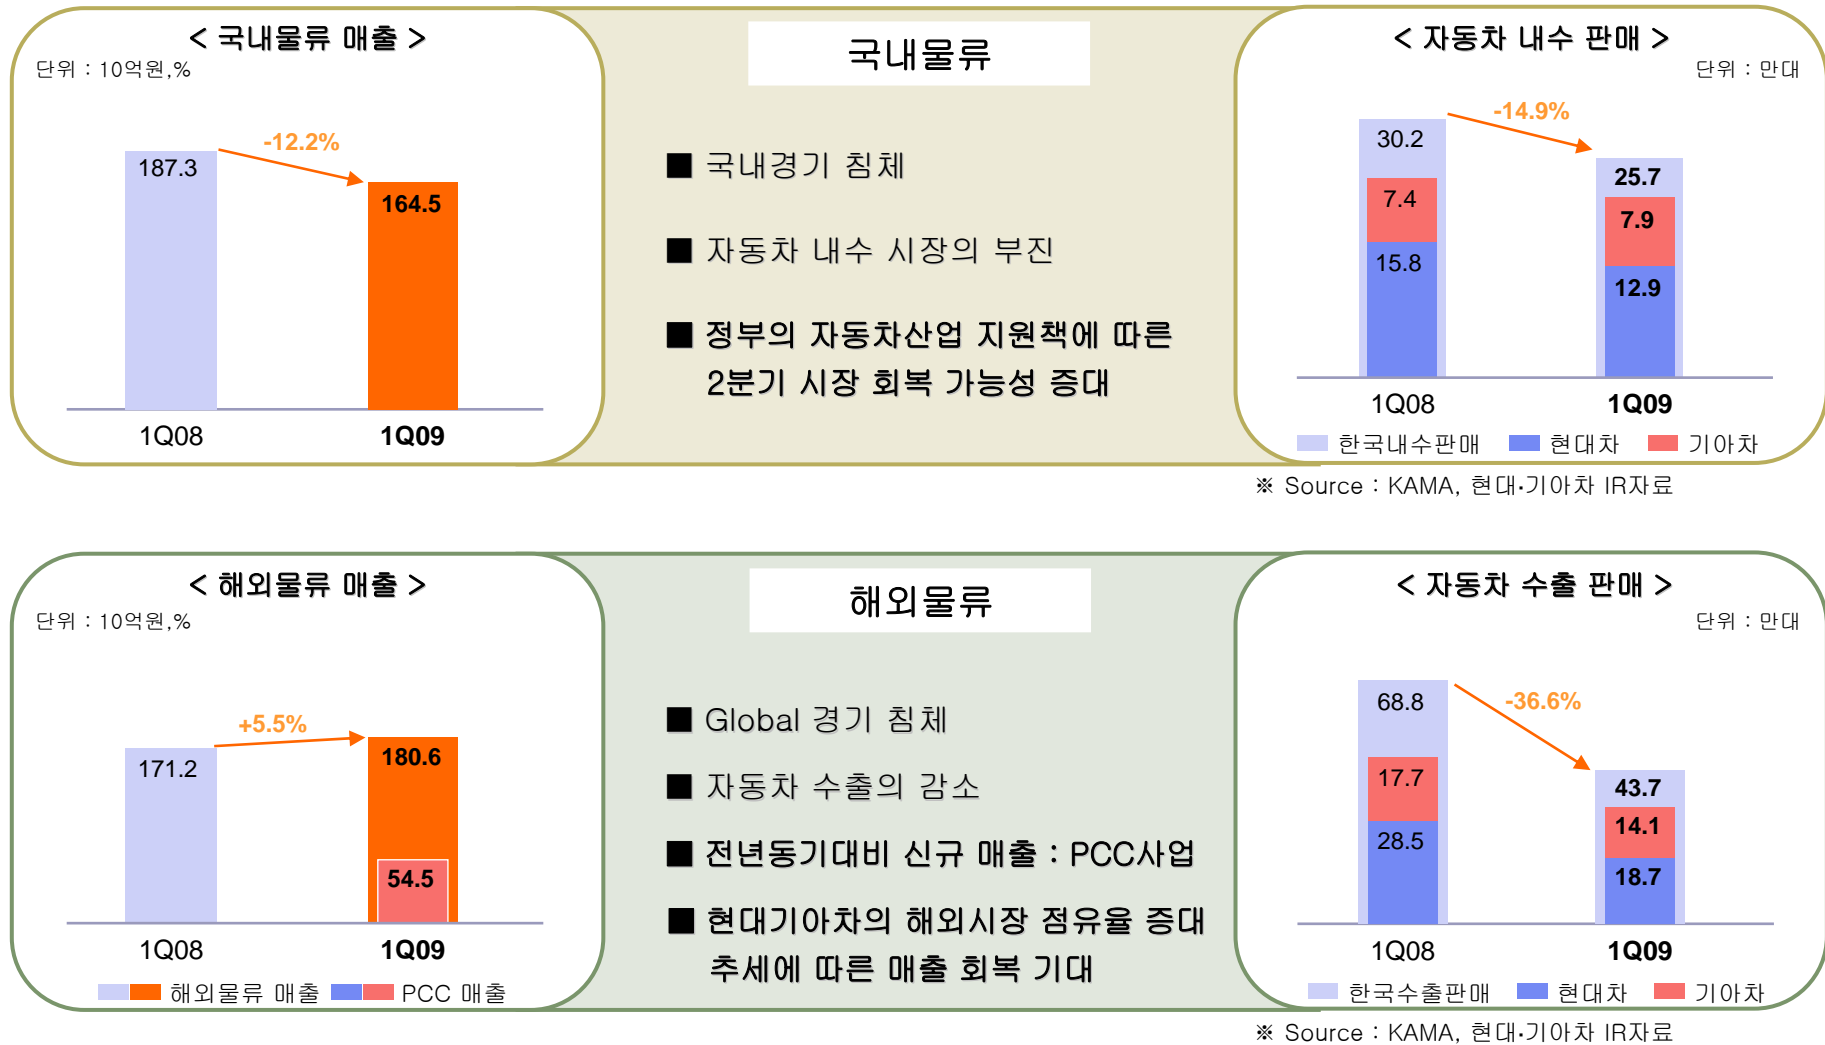 < 국내물류 매출 >
단위 : 10억원,%
-12.2%
187.3
164.5
1Q08
1Q09
국내물류
■ 국내경기 침체
■ 자동차 내수 시장의 부진
■ 정부의 자동차산업 지원책에 따른
2분기 시장 회복 가능성 증대
< 자동차 내수 판매 >
단위 : 만대
-14.9%
30.2
7.4
15.8
25.7
7.9
12.9
1Q08
1Q09
한국내수판매 현대차 기아차
※ Source : KAMA, 현대·기아차 IR자료
< 해외물류 매출 >
단위 : 10억원,%
+5.5%
171.2
180.6
54.5
1Q08
1Q09
해외물류 매출 PCC 매출
해외물류
■ Global 경기 침체
■ 자동차 수출의 감소
■ 전년동기대비 신규 매출 : PCC사업
■ 현대기아차의 해외시장 점유율 증대
추세에 따른 매출 회복 기대
< 자동차 수출 판매 >
단위 : 만대
-36.6%
68.8
17.7
28.5
43.7
14.1
18.7
1Q08
1Q09
한국수출판매 현대차 기아차
※ Source : KAMA, 현대·기아차 IR자료